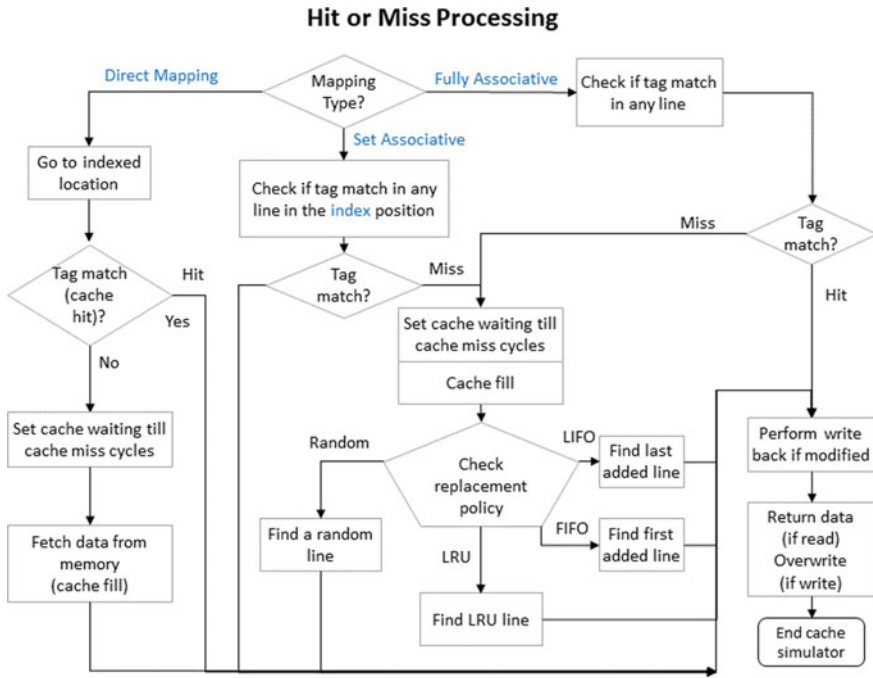 Hit or Miss Processing
Direct Mapping
Mapping
Type?
Fully Associative
Check if tag match
in any line
Set Associative
Go to indexed
location
Check if tag match in any
line in the index position
Tag match
(cache
hit)?
Hit
Yes
No
Tag
match?
Miss
Miss
Tag
match?
Hit
Set cache waiting till
cache miss cycles
Cache fill
Set cache waiting till
cache miss cycles
Fetch data from
memory
(cache fill)
Random
Check
replacement
policy
LIFO
Find last
added line
FIFO
Find first
added line
LRU
Find a random
line
Find LRU line
Perform write
back if modified
Return data
(if read)
Overwrite
(if write)
End cache
simulator